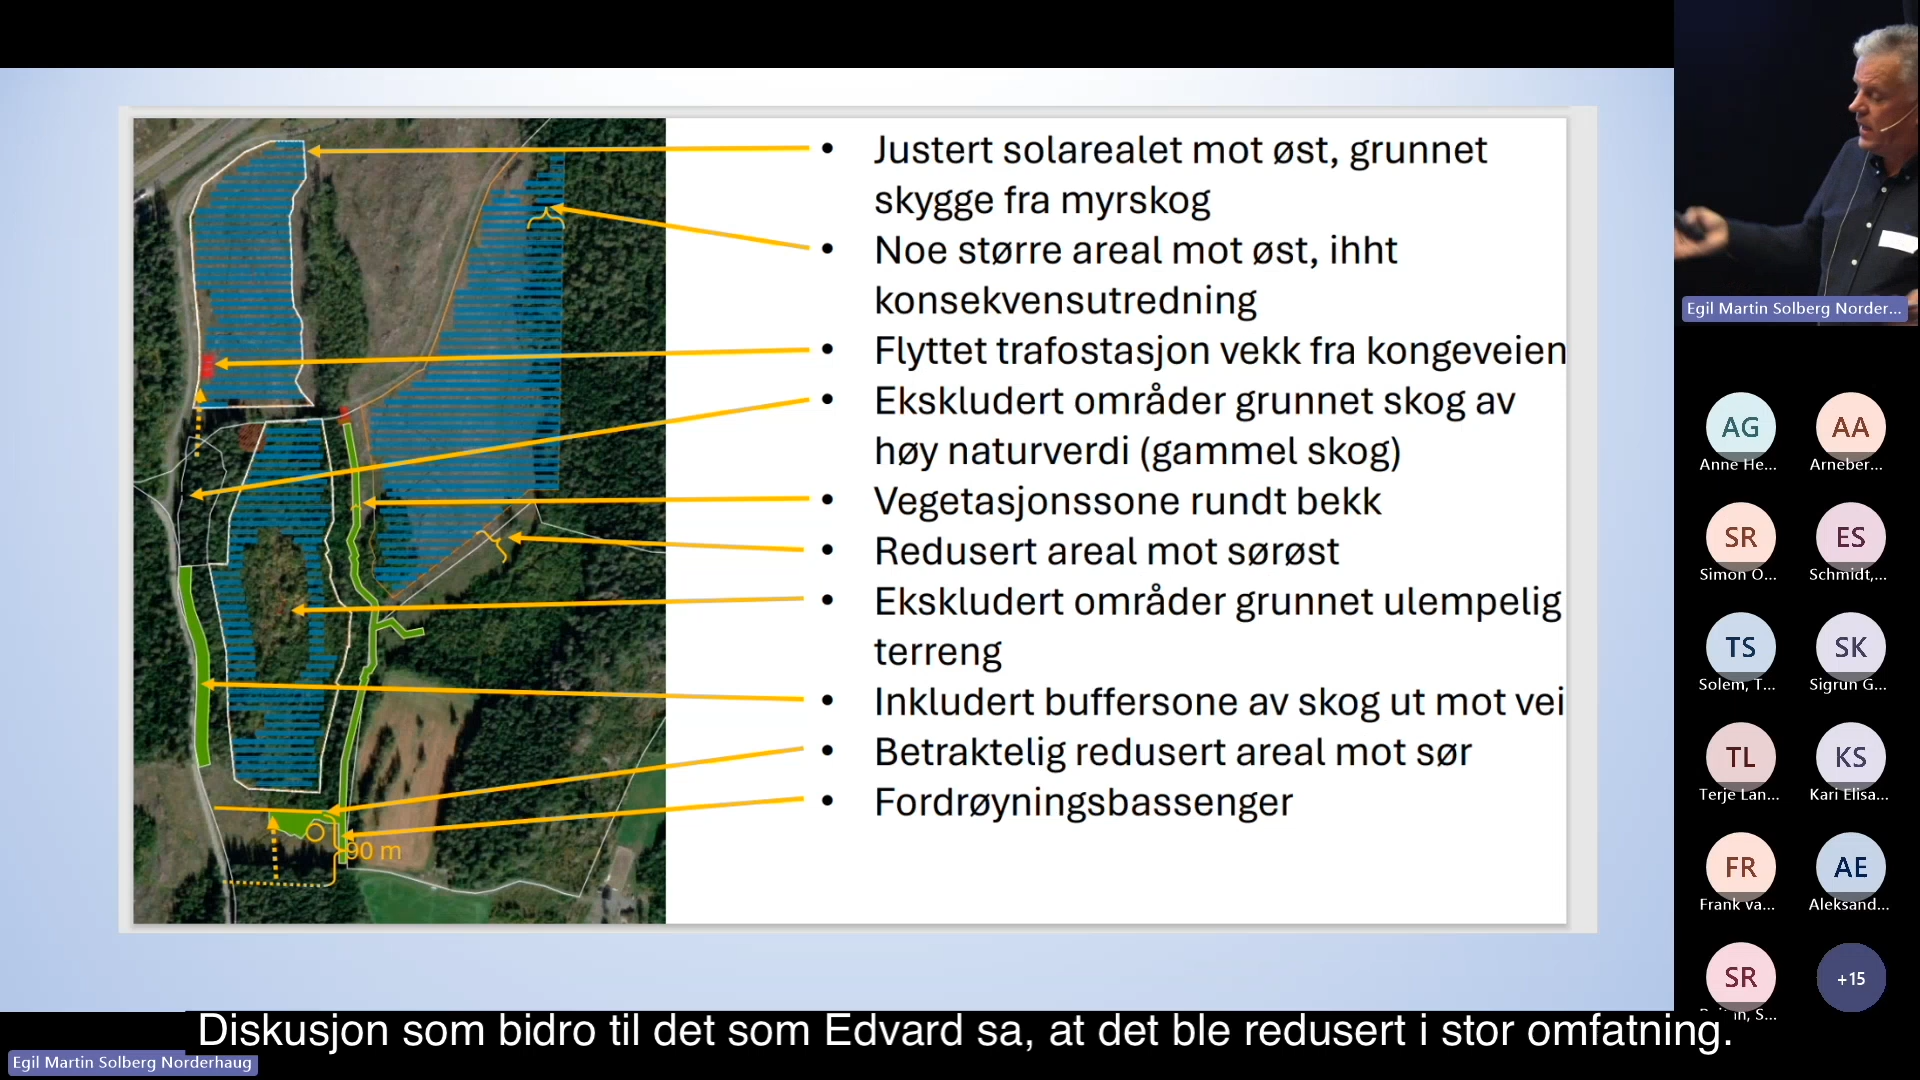 Justert solarealet mot øst, grunnet
skygge fra myrskog
Noe større areal mot øst, ihht
konsekvensutredning
Flyttet trafostasjon vekk fra kongeveien
Ekskludert områder grunnet skog av
høy naturverdi (gammel skog)
Vegetasjonssone rundt bekk
Redusert areal mot sørøst
Ekskludert områder grunnet ulempelig
terreng
Inkludert buffersone av skog ut mot vei
Betraktelig redusert areal mot sør
Fordrøyningsbassenger
90 m
Egil Martin Solberg Norder...
AG
Anne He...
AA
Arneber...
SR
Simon O...
ES
Schmidt,...
TS
Solem, T...
SK
Sigrun G...
TL
Terje Lan...
KS
Kari Elisa...
FR
Frank va...
AE
Aleksand...
SR
+15
Diskusjon som bidro til det som Edvard sa, at det ble redusert i stor omfatning.
Egil Martin Solberg Norderhaug